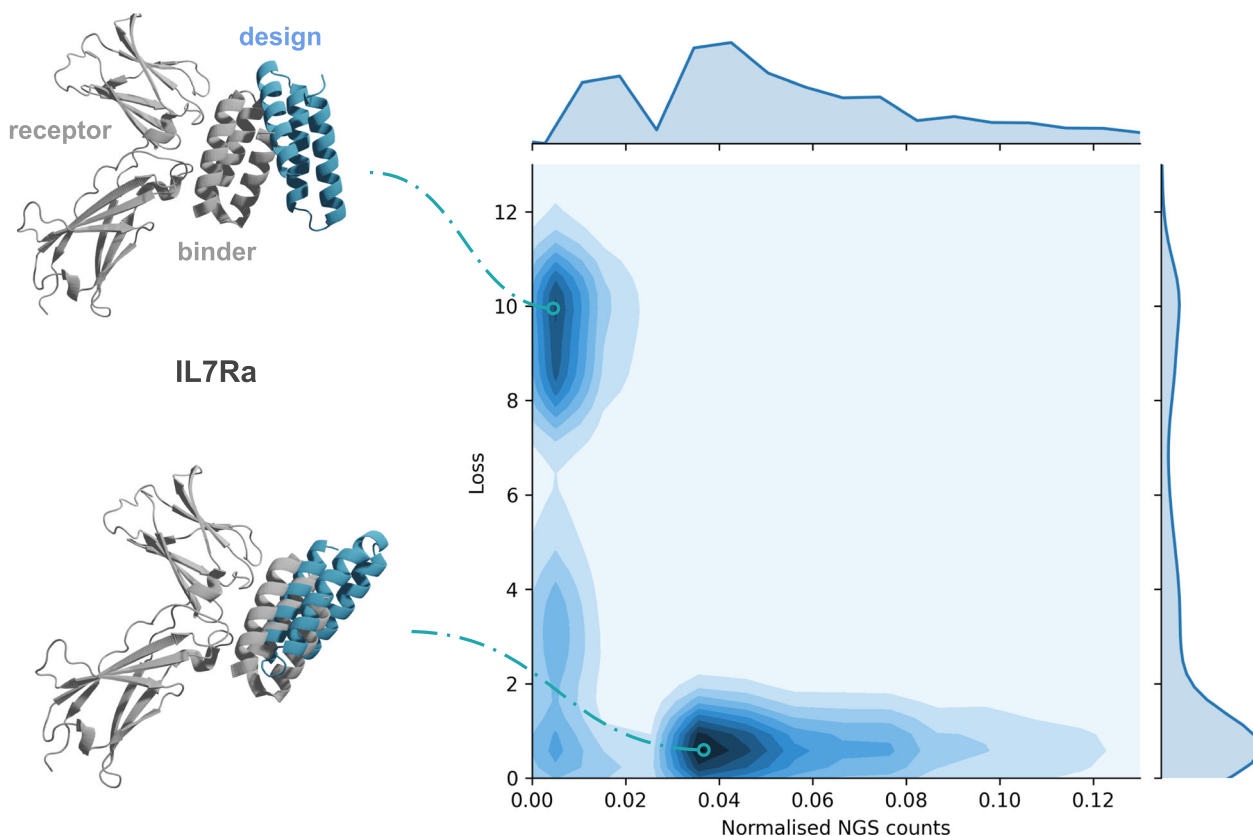 design
receptor
binder
IL7Ra
Loss
12
10
8
6
4
2
0
0.00 0.02 0.04 0.06 0.08 0.10 0.12
Normalised NGS counts